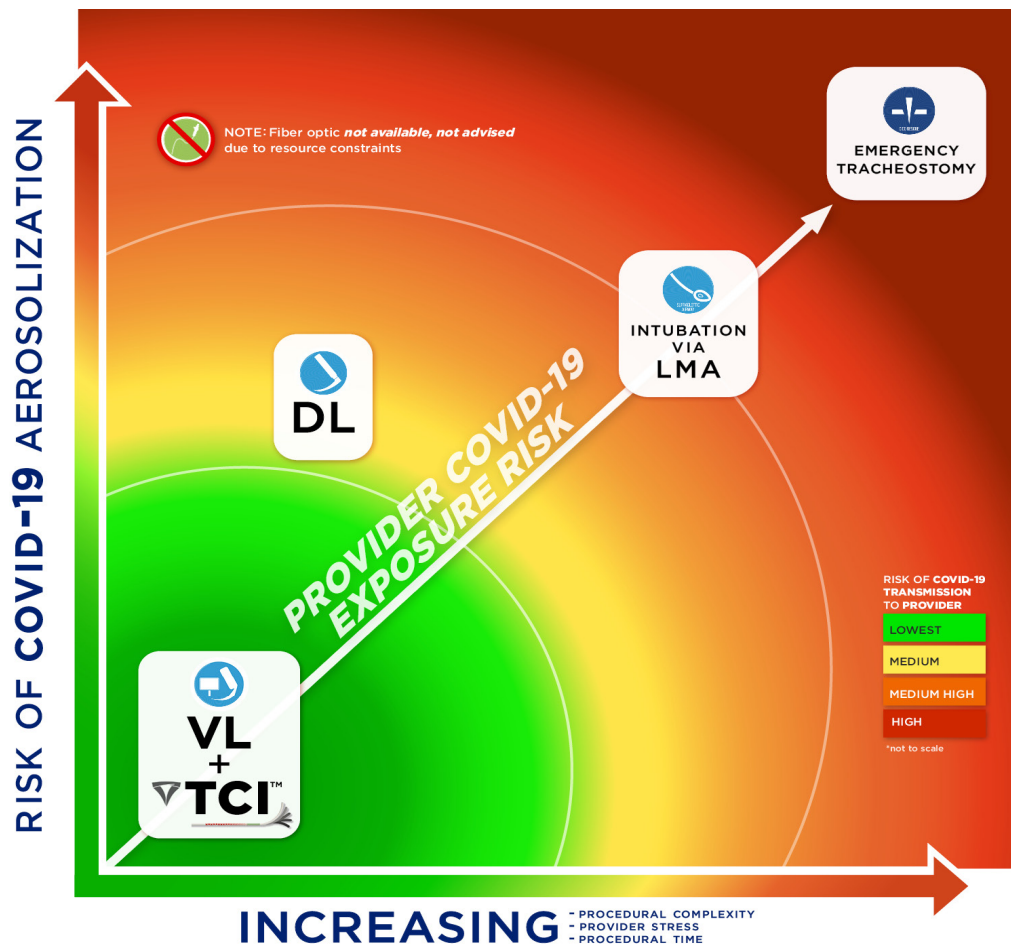 RISK OF COVID-19 AEROSOLIZATION
NOTE: Fiber optic not available, not advised
due to resource constraints
EMERGENCY
TRACHEOSTOMY
INTUBATION
VIA
LMA
DL
PROVIDER COVID-19
EXPOSURE RISK
VL
+
TCI™
RISK OF COVID-19
TRANSMISSION
TO PROVIDER
LOWEST
MEDIUM
MEDIUM HIGH
HIGH
*not to scale
INCREASING
- PROCEDURAL COMPLEXITY
- PROVIDER STRESS
- PROCEDURAL TIME